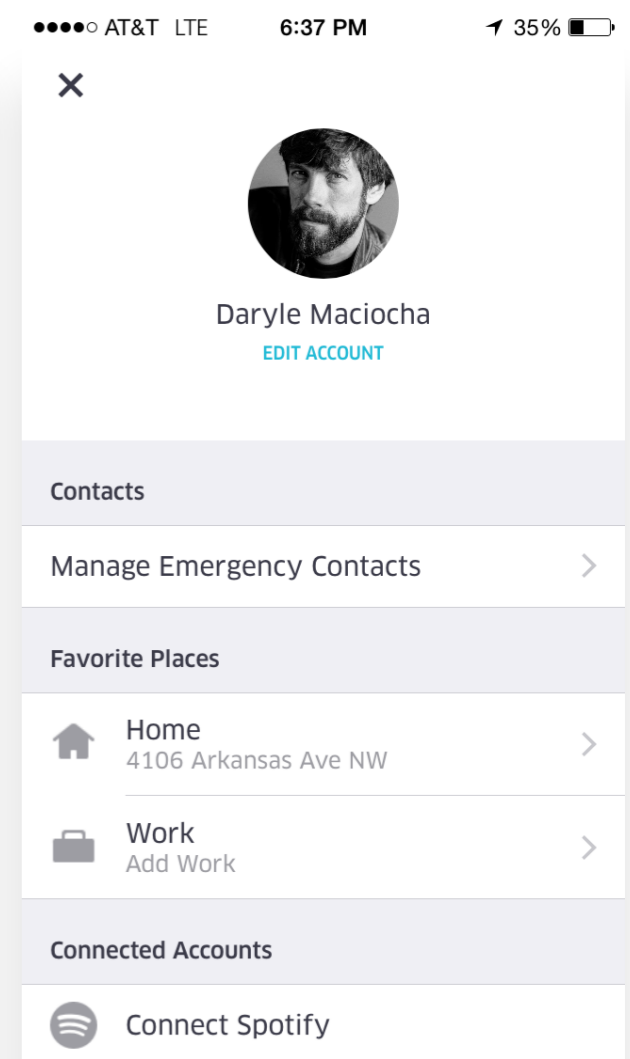 AT&T LTE 6:37 PM 35%
Daryle Maciocha
EDIT ACCOUNT
Contacts
Manage Emergency Contacts
Favorite Places
Home
4106 Arkansas Ave NW
Work
Add Work
Connected Accounts
Connect Spotify